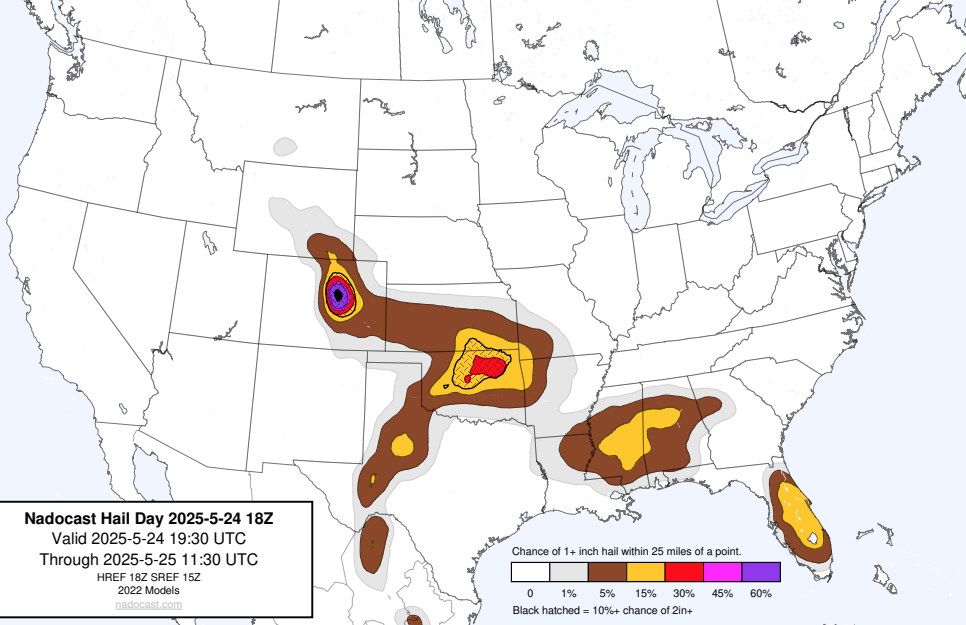 Nadocast Hail Day 2025-5-24 18Z
Valid 2025-5-24 19:30 UTC
Through 2025-5-25 11:30 UTC
HREF 18Z SREF 15Z
2022 Models
nadocast.com
Chance of 1+ inch hail within 25 miles of a point.
0 1% 5% 15% 30% 45% 60%
Black hatched = 10%+ chance of 2in+